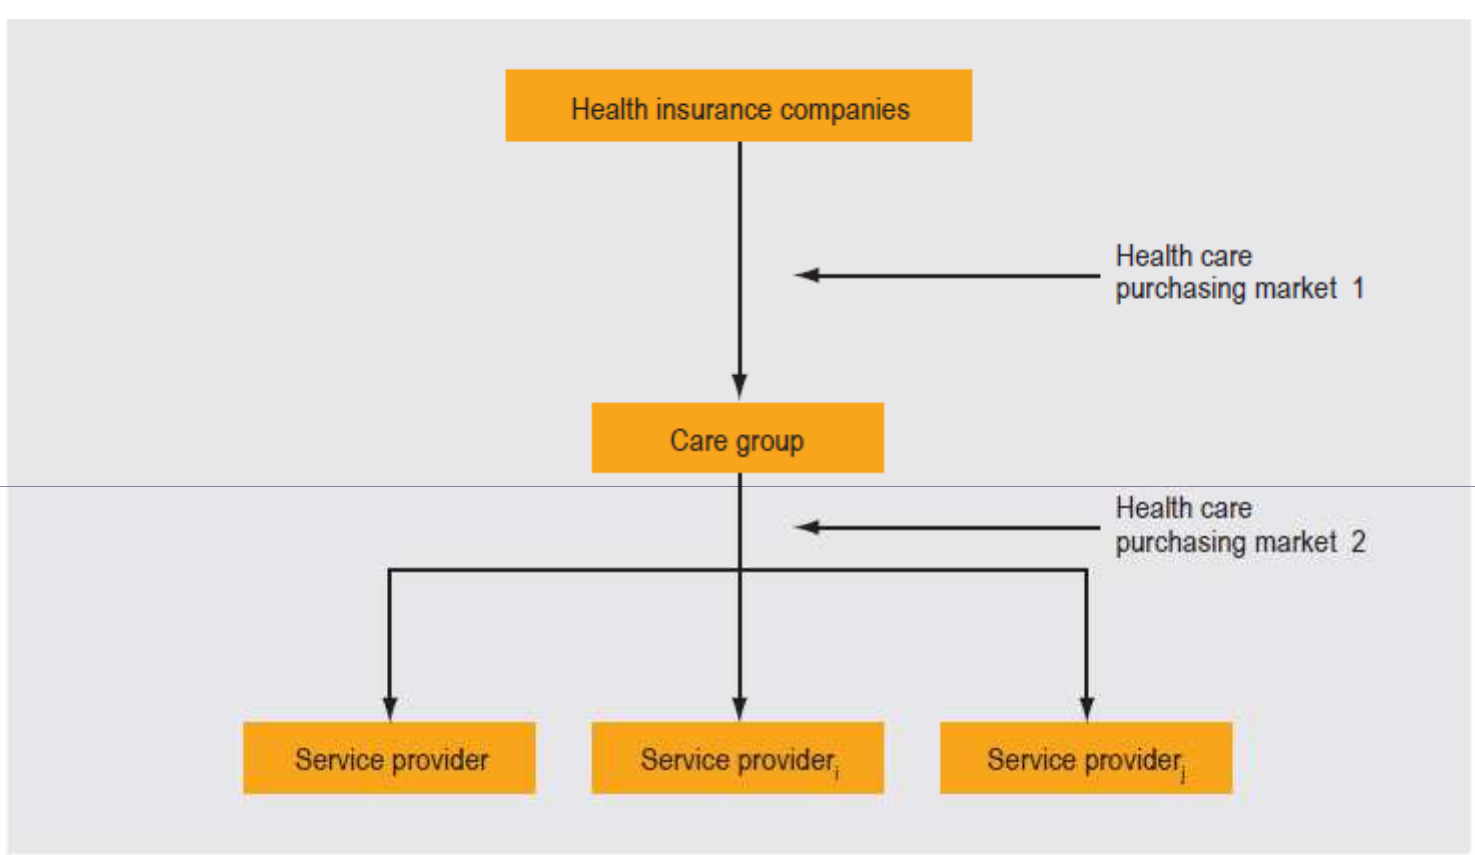 Health insurance companies
Health care
purchasing market 1
Care group
Health care
purchasing market 2
Service provider
Service provideri
Service providerj